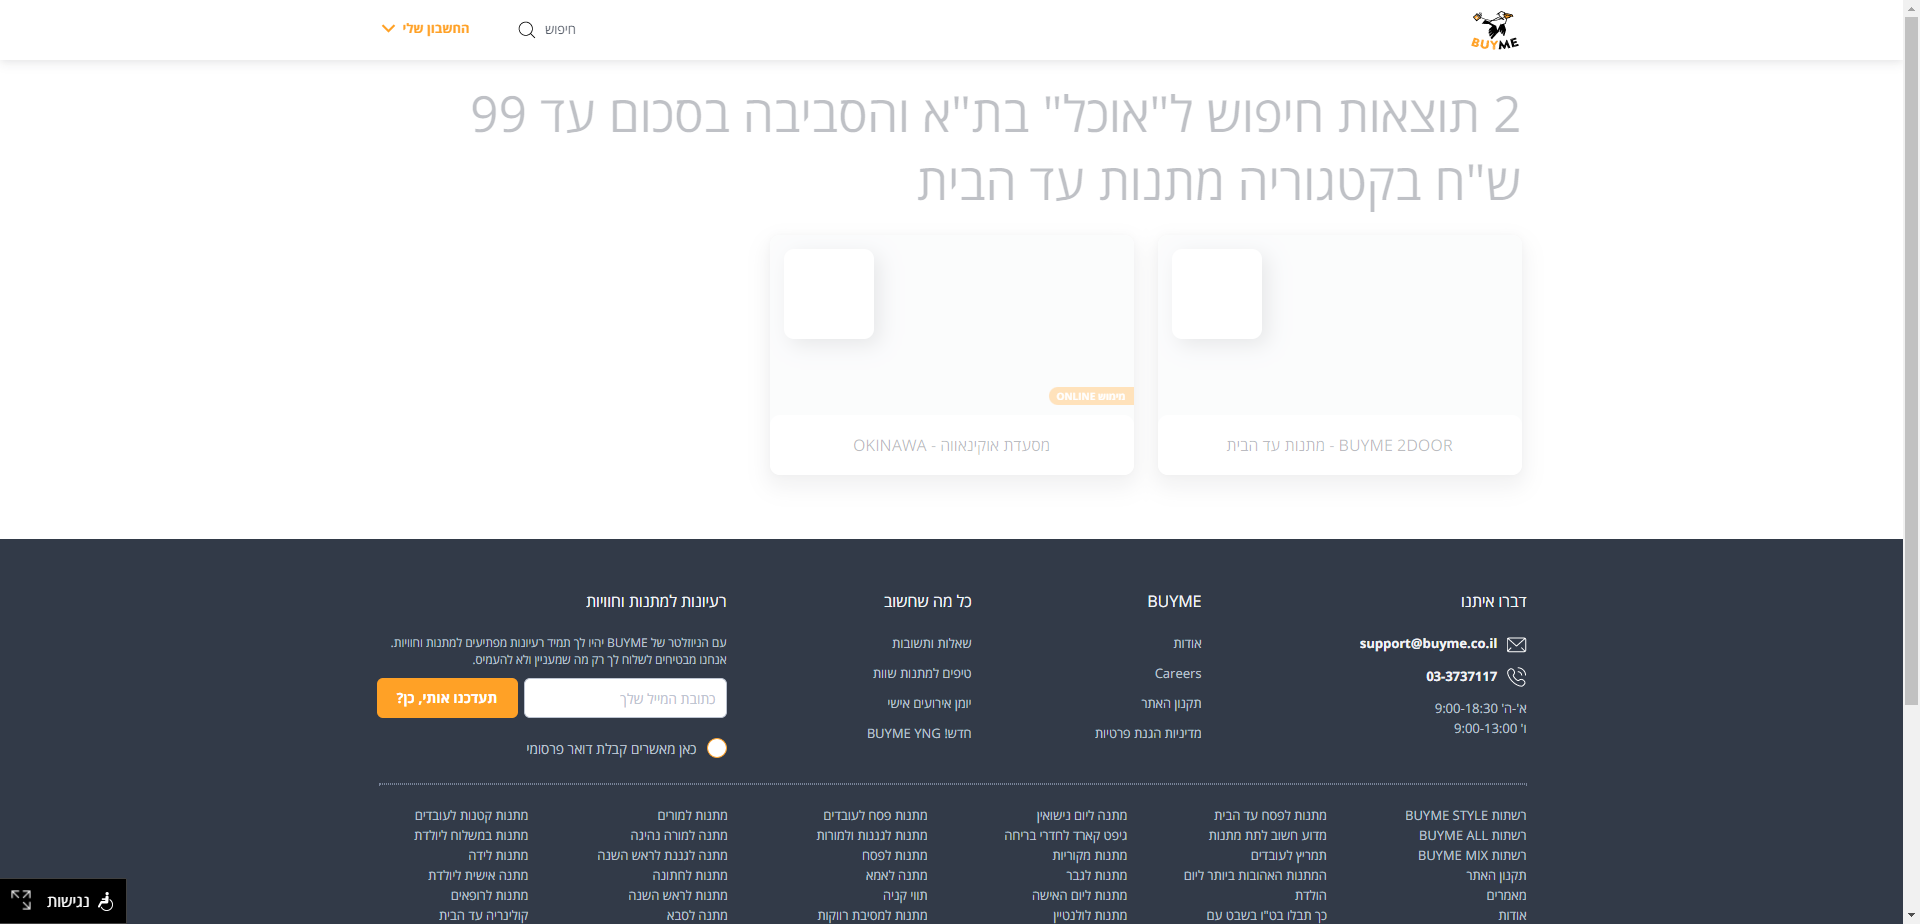 BUYME
חיפוש
החשבון שלי
2 תוצאות חיפוש ל"אוכל" בת"א והסביבה בסכום עד 99
ש"ח בקטגוריה מתנות עד הבית
מימוש ONLINE
BUYME 2DOOR - מתנות עד הבית
מסעדת אוקינאווה - OKINAWA
דברו איתנו
support@buyme.co.il
03-3737117
א'-ה' 9:00-18:30
ו' 9:00-13:00
BUYME
אודות
Careers
תקנון האתר
מדיניות הגנת פרטיות
כל מה שחשוב
שאלות ותשובות
טיפים למתנות שוות
יומן אירועים אישי
חדש! BUYME YNG
רעיונות למתנות וחוויות
עם הניוזלטר של BUYME יהיו לך תמיד רעיונות מפתיעים למתנות וחוויות.
אנחנו מבטיחים לשלוח לך רק מה שמעניין ולא להעמיס.
כתובת המייל שלך
תעדכנו אותי, כן?
כאן מאשרים קבלת דואר פרסומי
רשתות BUYME STYLE
רשתות BUYME ALL
רשתות BUYME MIX
תקנון האתר
מאמרים
אודות
מתנות לפסח עד הבית
מדוע חשוב לתת מתנות
תמריץ לעובדים
המתנות האהובות ביותר ליום
הולדת
כך תבלו בט"ו בשבט עם
מתנה ליום נישואין
גיפט קארד לחדרי בריחה
מתנות מקוריות
מתנות לגבר
מתנות ליום האישה
מתנות לולנטיין
מתנות פסח לעובדים
מתנות לגננות ולמורות
מתנות לפסח
מתנה לאמא
תווי קניה
מתנות למסיבת רווקות
מתנות למורים
מתנה למורה נהיגה
מתנה לגננת לראש השנה
מתנות לחתונה
מתנות לראש השנה
מתנה לסבא
מתנות קטנות לעובדים
מתנות במשלוח ליולדת
מתנות לידה
מתנה אישית ליולדת
מתנות לרופאים
קולינריה עד הבית
נגישות